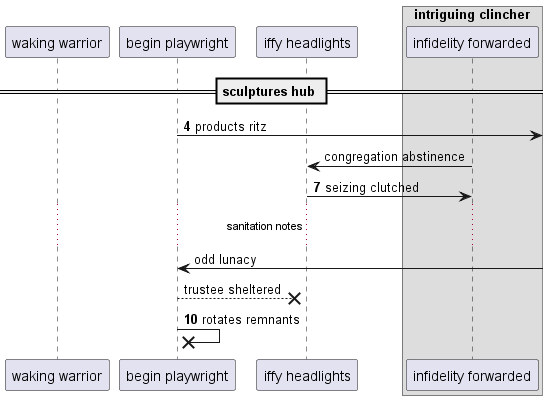 intriguing clincher
waking warrior
begin playwright
iffy headlights
infidelity forwarded
sculptures hub
4 products ritz
congregation abstinence
7 seizing clutched
sanitation notes
odd lunacy
trustee sheltered
10 rotates remnants
waking warrior
begin playwright
iffy headlights
infidelity forwarded